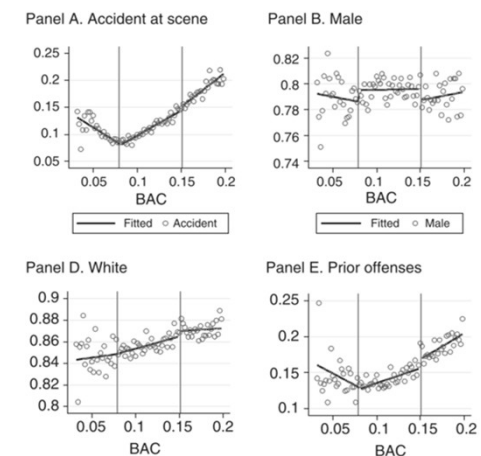 Panel A. Accident at scene
0.25
0.2
0.15
0.1
0.05
0.05 0.1 0.15 0.2
BAC
Fitted Accident
Panel B. Male
0.82
0.8
0.78
0.76
0.74
0.05 0.1 0.15 0.2
BAC
Fitted Male
Panel D. White
0.9
0.88
0.86
0.84
0.82
0.8
0.05 0.1 0.15 0.2
BAC
Panel E. Prior offenses
0.25
0.2
0.15
0.1
0.05 0.1 0.15 0.2
BAC